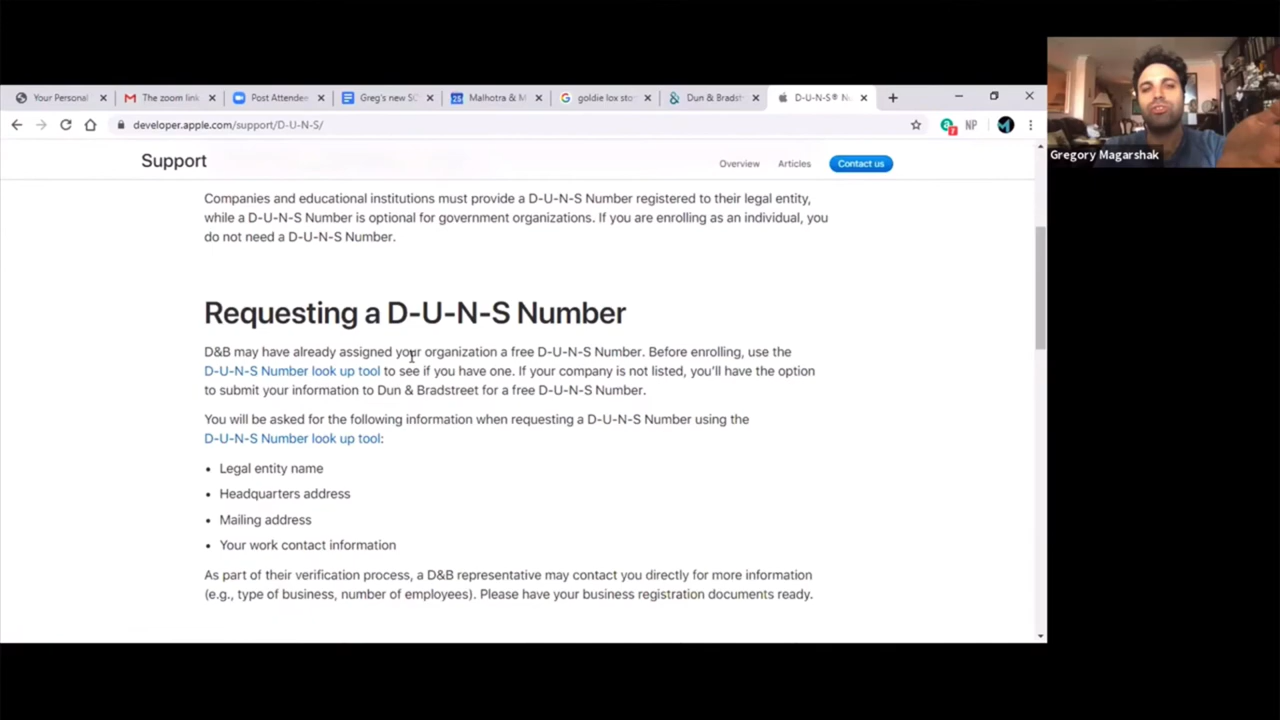 Your Personal
The zoom link
Post Attende
Greg's new SC
Malhotra & M
goldie lox sto
Dun & Bradst
D-U-N-S® N
developer.apple.com/support/D-U-N-S/
NP
Gregory Magarshak
Support
Overview
Articles
Contact us
Companies and educational institutions must provide a D-U-N-S Number registered to their legal entity,
while a D-U-N-S Number is optional for government organizations. If you are enrolling as an individual, you
do not need a D-U-N-S Number.
Requesting a D-U-N-S Number
D&B may have already assigned your organization a free D-U-N-S Number. Before enrolling, use the
D-U-N-S Number look up tool to see if you have one. If your company is not listed, you'll have the option
to submit your information to Dun & Bradstreet for a free D-U-N-S Number.
You will be asked for the following information when requesting a D-U-N-S Number using the
D-U-N-S Number look up tool:
• Legal entity name
• Headquarters address
• Mailing address
• Your work contact information
As part of their verification process, a D&B representative may contact you directly for more information
(e.g., type of business, number of employees). Please have your business registration documents ready.